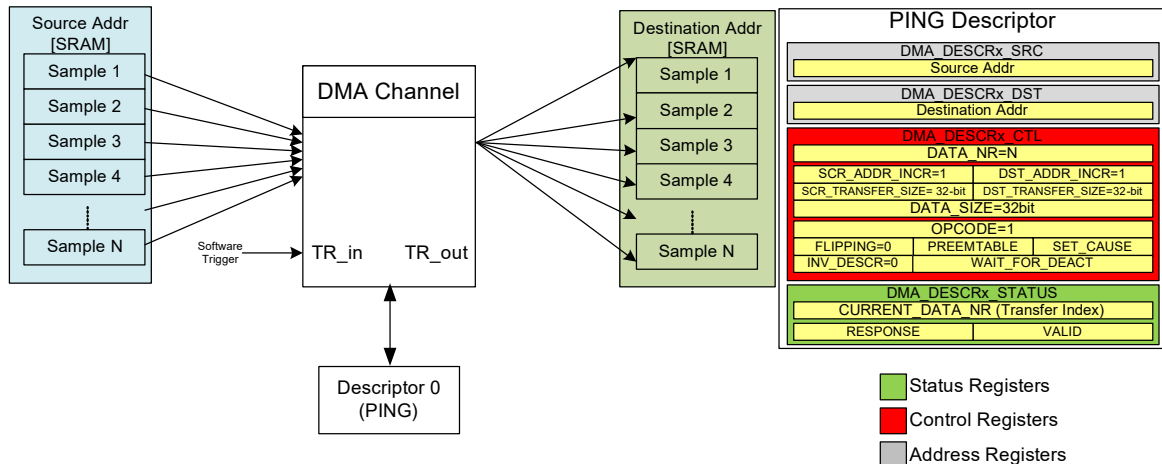 Source Addr
[SRAM]
Sample 1
Sample 2
Sample 3
Sample 4
Sample N
DMA Channel
Software
Trigger
TR_in
TR_out
Descriptor 0
(PING)
Destination Addr
[SRAM]
Sample 1
Sample 2
Sample 3
Sample 4
Sample N
PING Descriptor
DMA_DESCRx_SRC
Source Addr
DMA_DESCRx_DST
Destination Addr
DMA_DESCRx_CTL
DATA_NR=N
SCR_ADDR_INCR=1
DST_ADDR_INCR=1
SCR_TRANSFER_SIZE= 32-bit
DST_TRANSFER_SIZE=32-bit
DATA_SIZE=32bit
OPCODE=1
FLIPPING=0
PREEMTABLE
SET_CAUSE
INV_DESCR=0
WAIT_FOR_DEACT
DMA_DESCRx_STATUS
CURRENT_DATA_NR (Transfer Index)
RESPONSE
VALID
Status Registers
Control Registers
Address Registers